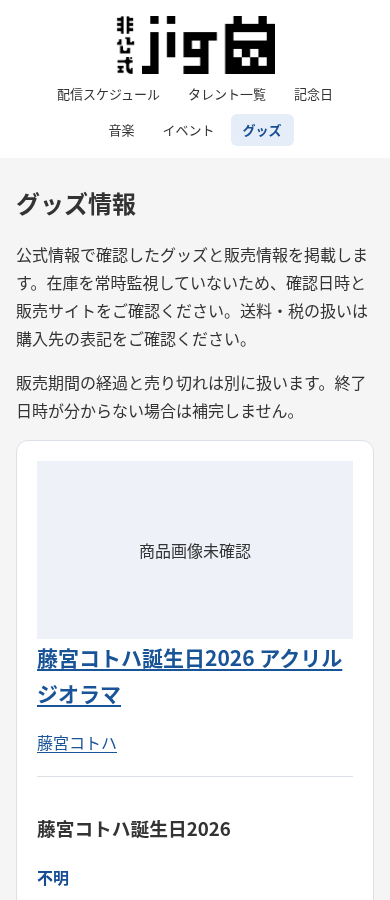 非公式 jig
配信スケジュール タレント一覧 記念日
音楽 イベント グッズ
グッズ情報
公式情報で確認したグッズと販売情報を掲載しま
す。在庫を常時監視していないため、確認日時と
販売サイトをご確認ください。送料・税の扱いは
購入先の表記をご確認ください。
販売期間の経過と売り切れは別に扱います。終了
日時が分からない場合は補完しません。
商品画像未確認
藤宮コトハ誕生日2026 アクリル
ジオラマ
藤宮コトハ
藤宮コトハ誕生日2026
不明